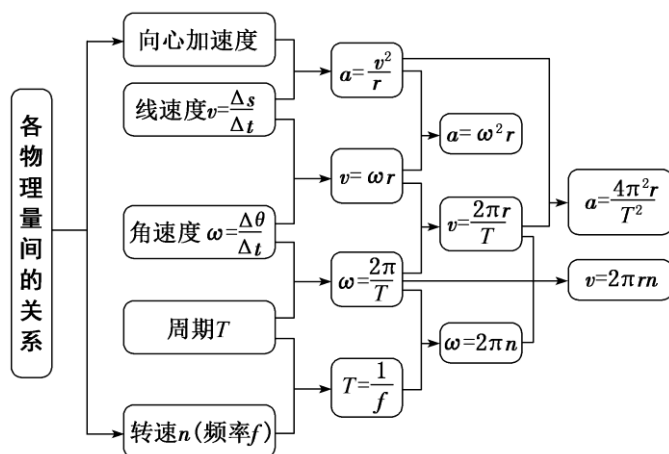 各物理量间的关系
向心加速度
线速度v=Δs/Δt
角速度 ω=Δθ/Δt
周期T
转速n(频率f)
a=v²/r
v=ωr
ω=2π/T
T=1/f
a=ω²r
v=2πr/T
ω=2πn
a=4π²r/T²
v=2πrn